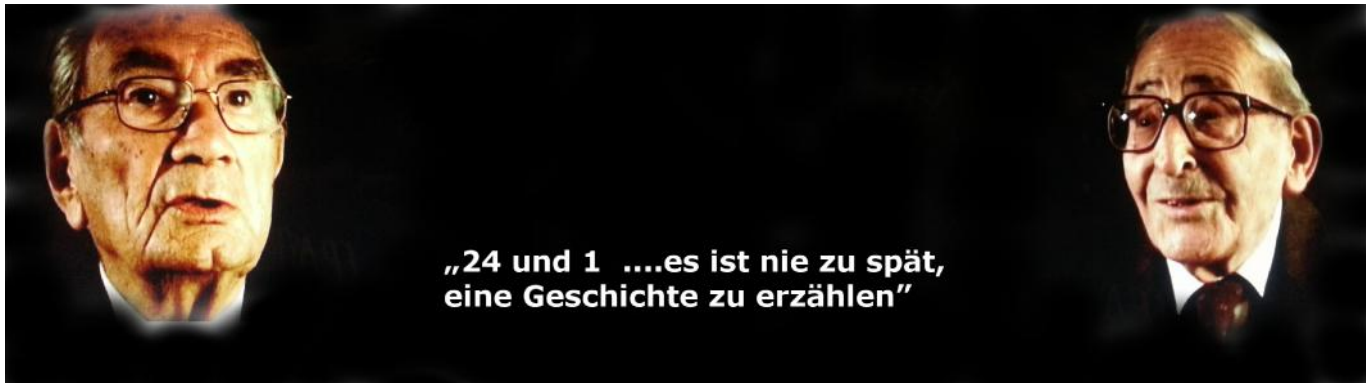 „24 und 1 ....es ist nie zu spät,
eine Geschichte zu erzählen”